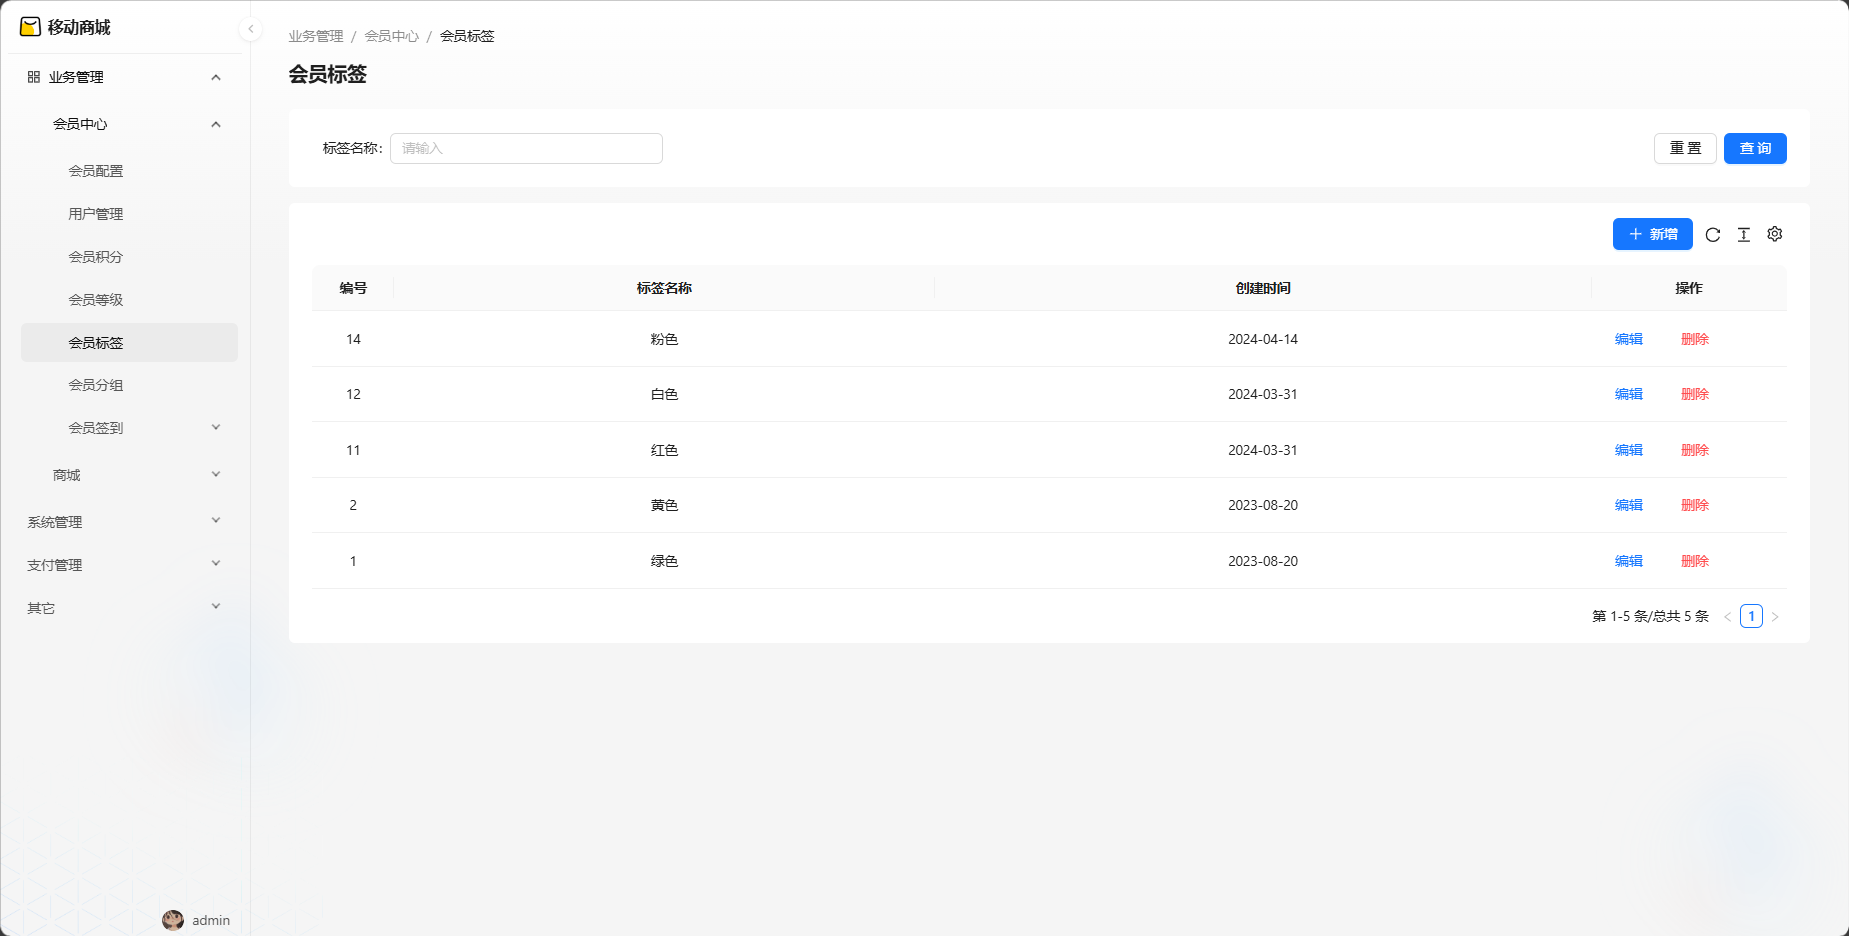 移动商城
业务管理
会员中心
会员配置
用户管理
会员积分
会员等级
会员标签
会员分组
会员签到
商城
系统管理
支付管理
其它
admin
业务管理 / 会员中心 / 会员标签
会员标签
标签名称: 请输入 重 置 查 询
新增
编号 标签名称 创建时间 操作
14 粉色 2024-04-14 编辑 删除
12 白色 2024-03-31 编辑 删除
11 红色 2024-03-31 编辑 删除
2 黄色 2023-08-20 编辑 删除
1 绿色 2023-08-20 编辑 删除
第 1-5 条/总共 5 条 < 1 >